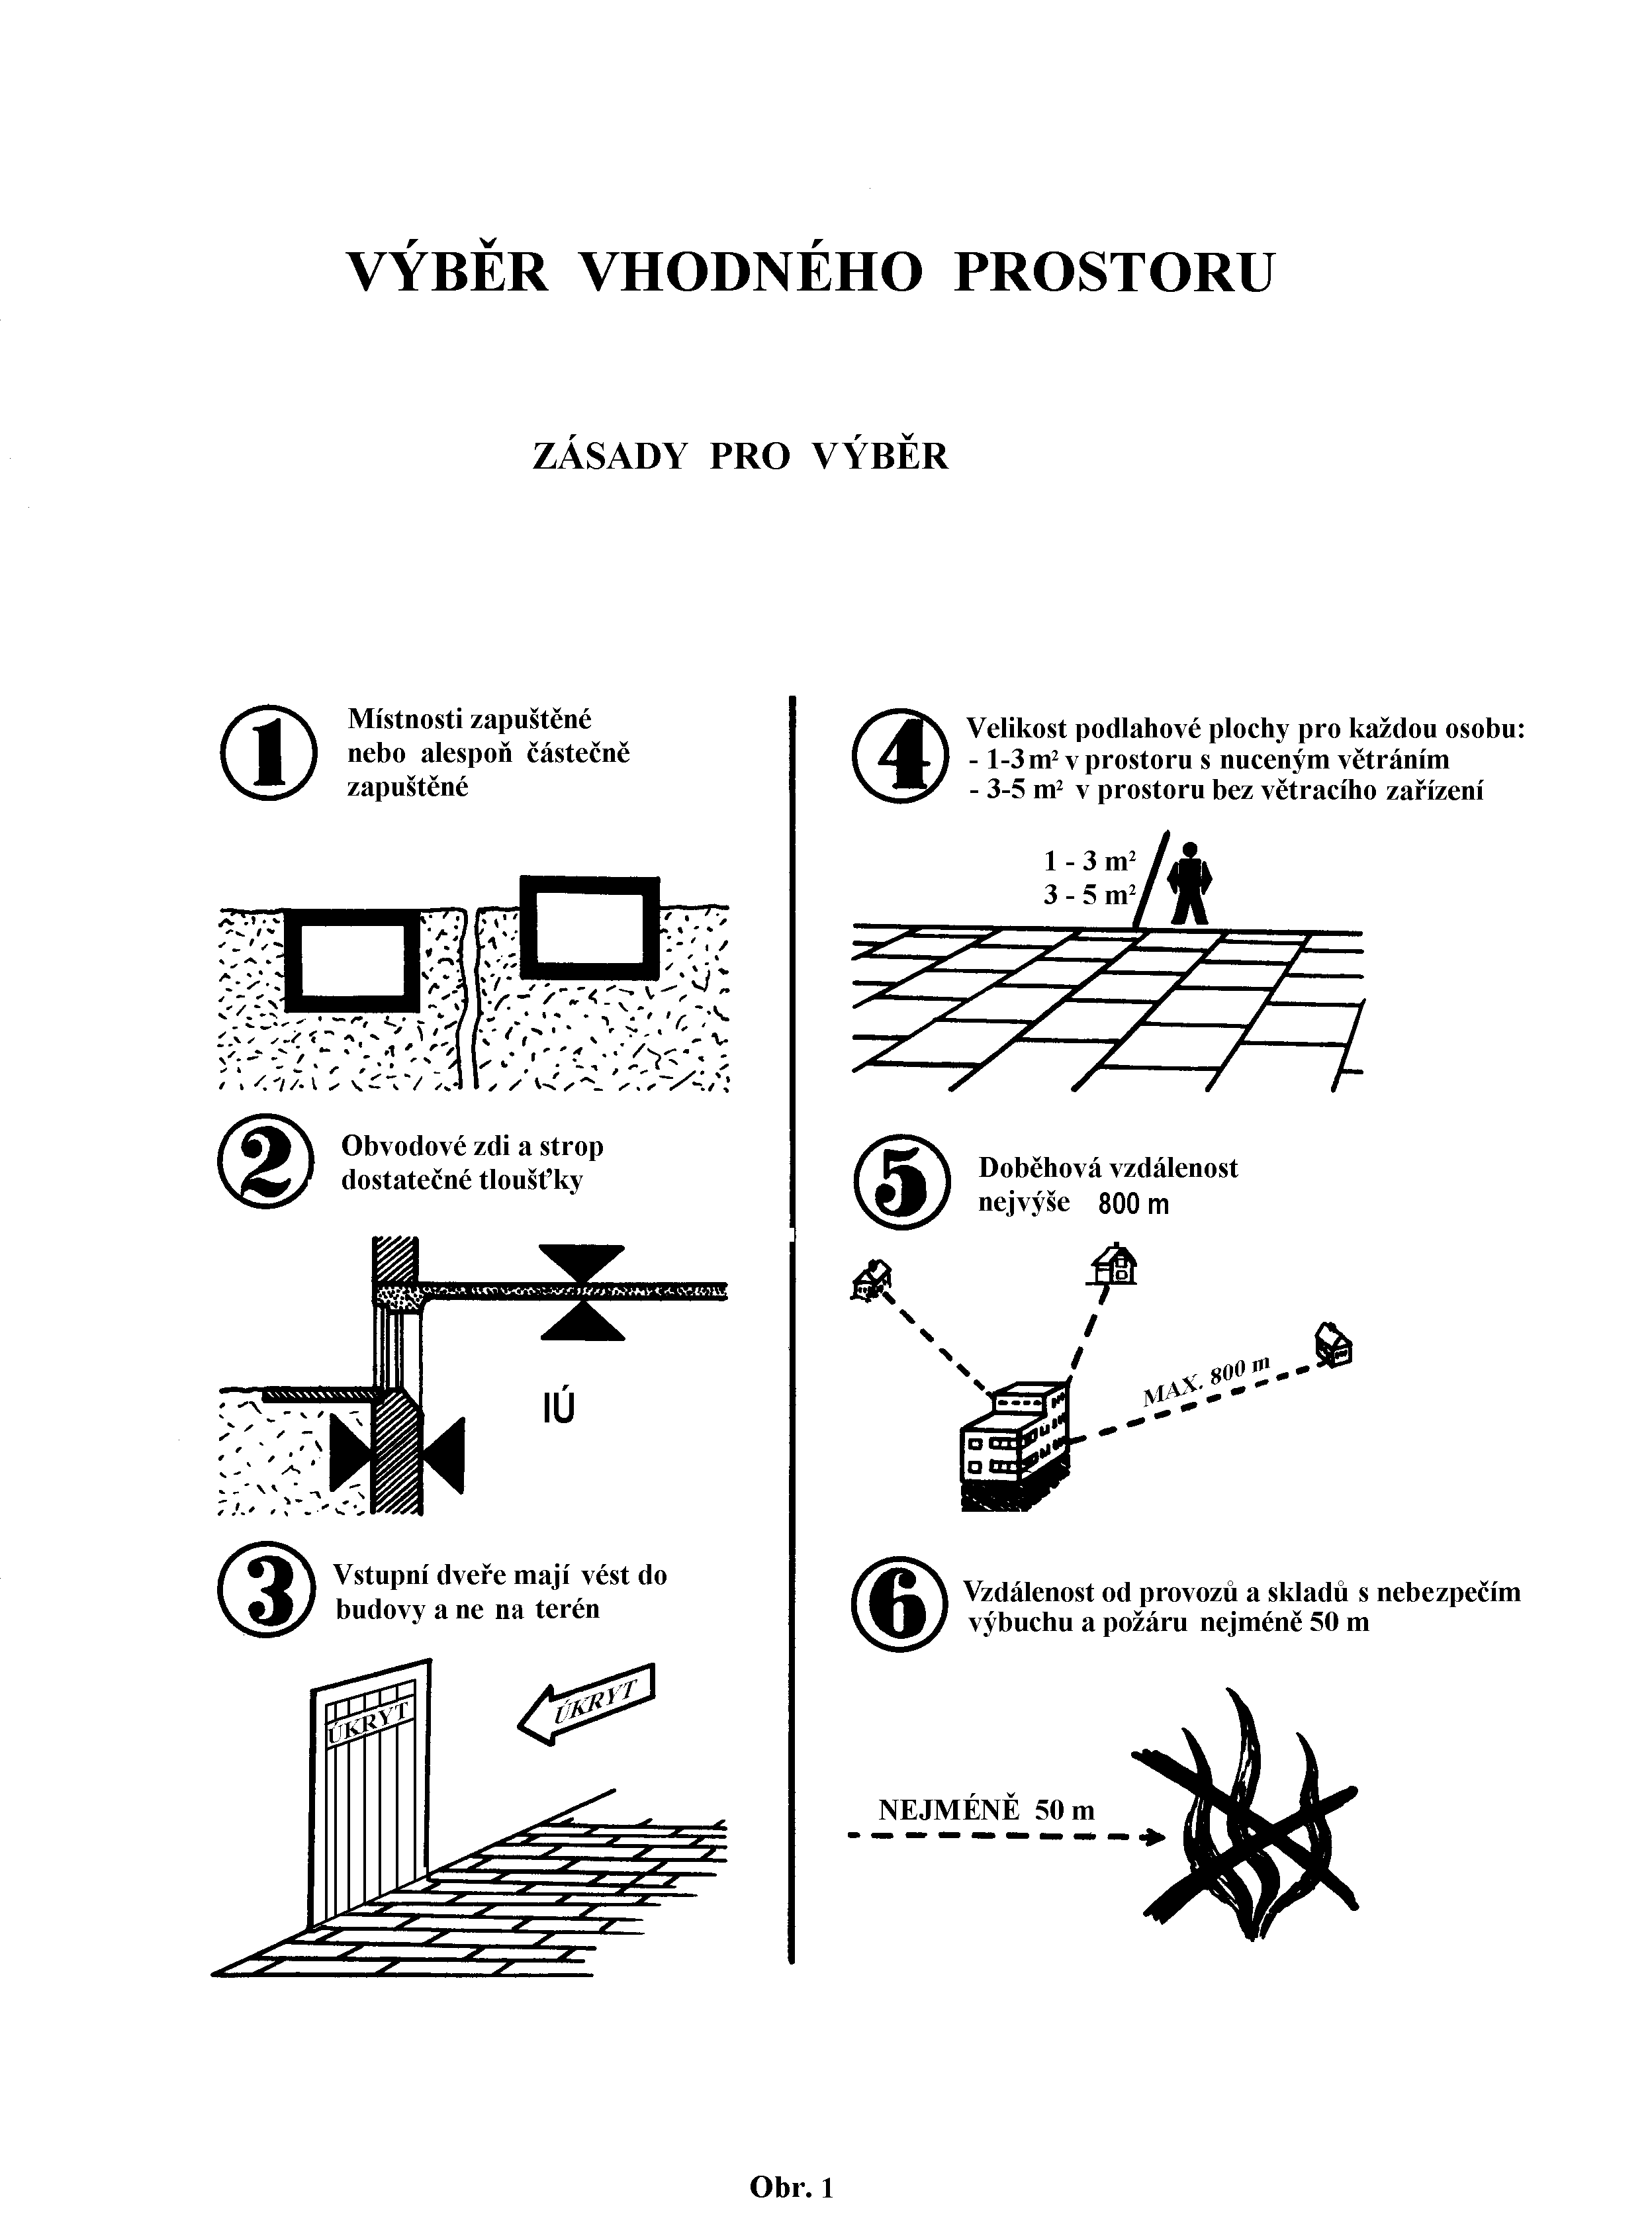 VÝBĚR VHODNÉHO PROSTORU
ZÁSADY PRO VÝBĚR
1
Místnosti zapuštěné
nebo alespoň částečně
zapuštěné
2
Obvodové zdi a strop
dostatečné tloušťky
IÚ
3
Vstupní dveře mají vést do
budovy a ne na terén
ÚKRYT
ÚKRYT
4
Velikost podlahové plochy pro každou osobu:
- 1-3 m² v prostoru s nuceným větráním
- 3-5 m² v prostoru bez větracího zařízení
1 - 3 m²
3 - 5 m²
5
Doběhová vzdálenost
nejvýše 800 m
MAX. 800 m
6
Vzdálenost od provozů a skladů s nebezpečím
výbuchu a požáru nejméně 50 m
NEJMÉNĚ 50 m
Obr. 1